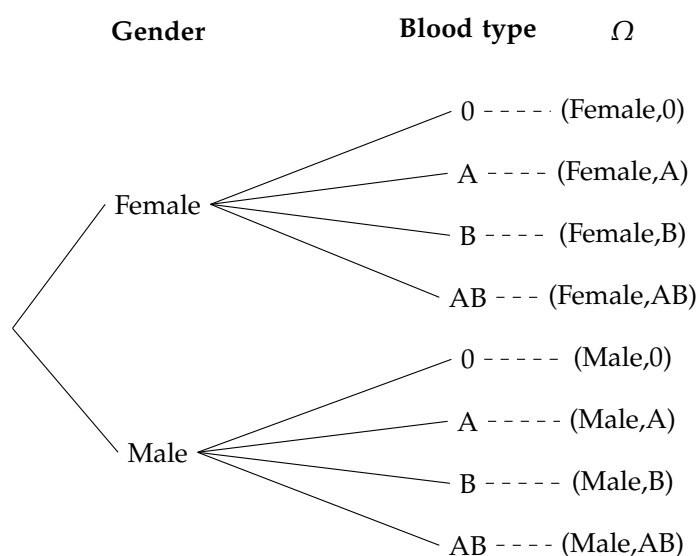 Gender Blood type Ω
0 (Female,0)
A (Female,A)
Female
B (Female,B)
AB (Female,AB)
0 (Male,0)
A (Male,A)
Male
B (Male,B)
AB (Male,AB)